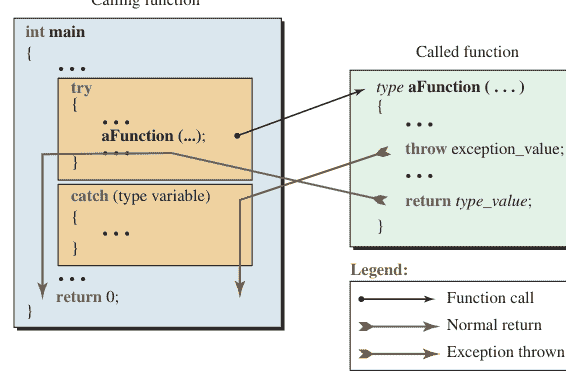 Calling function
int main
{
...
try
{
...
aFunction (...);
...
}
catch (type variable)
{
...
}
...
return 0;
}
Called function
type aFunction ( . . . )
{
...
throw exception_value;
...
return type_value;
}
Legend:
Function call
Normal return
Exception thrown